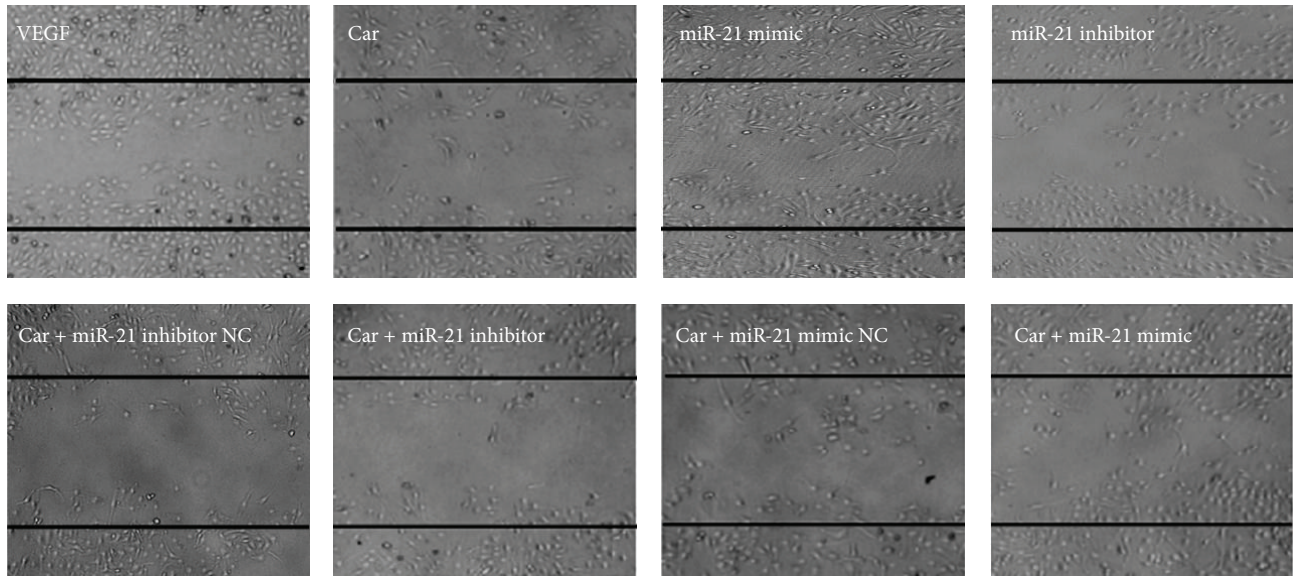 VEGF
Car
miR-21 mimic
miR-21 inhibitor
Car + miR-21 inhibitor NC
Car + miR-21 inhibitor
Car + miR-21 mimic NC
Car + miR-21 mimic